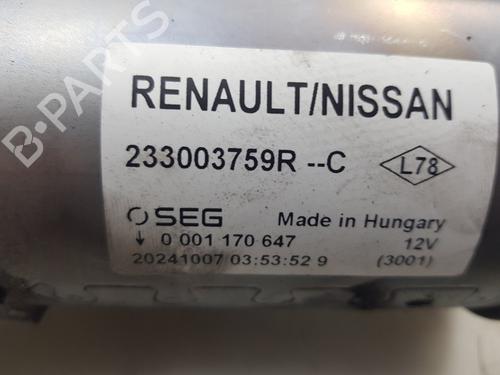 RENAULT/NISSAN
233003759R --C L78
SEG Made in Hungary
↓ 0 001 170 647 12V
20241007 03:53:52 9 (3001)